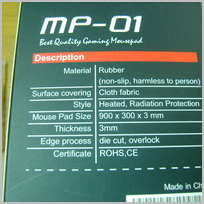 MP-01
Best Quality Gaming Mousepad
Description
Material Rubber
(non-slip, harmless to person)
Surface covering Cloth fabric
Style Heated, Radiation Protection
Mouse Pad Size 900 x 300 x 3 mm
Thickness 3mm
Edge process die cut, overlock
Certificate ROHS,CE
Made in Ch